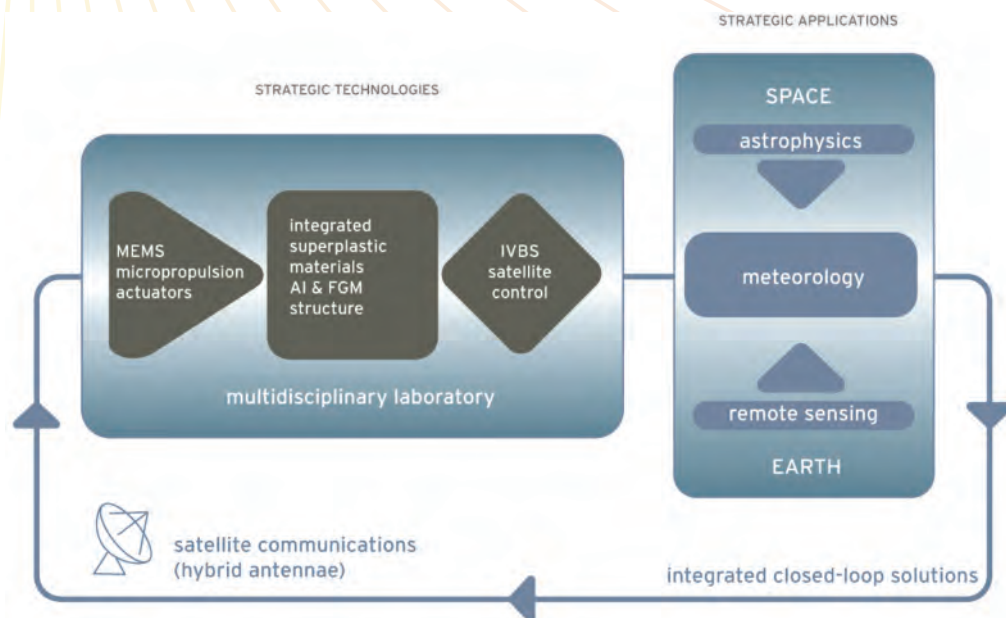 STRATEGIC APPLICATIONS
STRATEGIC TECHNOLOGIES
SPACE
astrophysics
meteorology
remote sensing
EARTH
MEMS
micropropulsion
actuators
integrated
superplastic
materials
AI & FGM
structure
IVBS
satellite
control
multidisciplinary laboratory
satellite communications
(hybrid antennae)
integrated closed-loop solutions